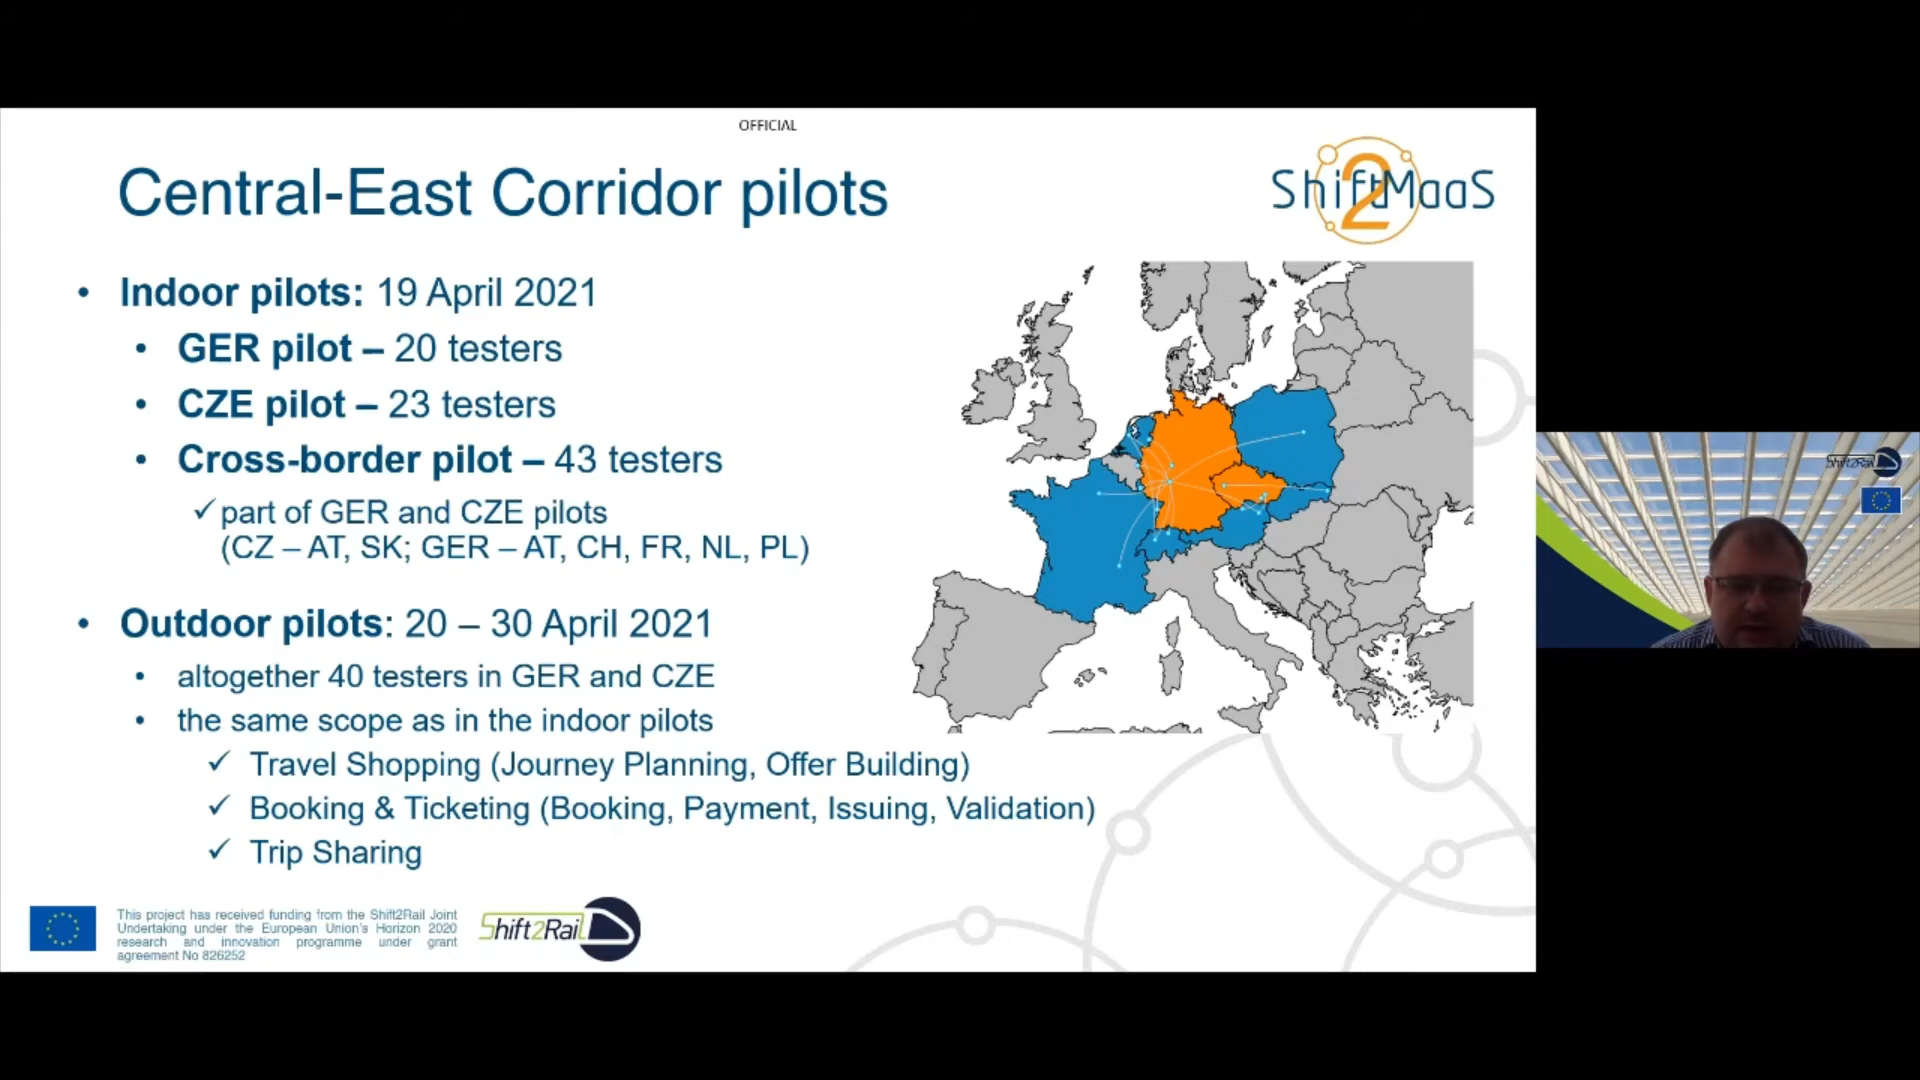 OFFICIAL
Central-East Corridor pilots
Shift2MaaS
• Indoor pilots: 19 April 2021
• GER pilot – 20 testers
• CZE pilot – 23 testers
• Cross-border pilot – 43 testers
✓ part of GER and CZE pilots
(CZ – AT, SK; GER – AT, CH, FR, NL, PL)
• Outdoor pilots: 20 – 30 April 2021
• altogether 40 testers in GER and CZE
• the same scope as in the indoor pilots
✓ Travel Shopping (Journey Planning, Offer Building)
✓ Booking & Ticketing (Booking, Payment, Issuing, Validation)
✓ Trip Sharing
This project has received funding from the Shift2Rail Joint
Undertaking under the European Union's Horizon 2020
research and innovation programme under grant
agreement No 826252
Shift2Rail
Shift2Rail